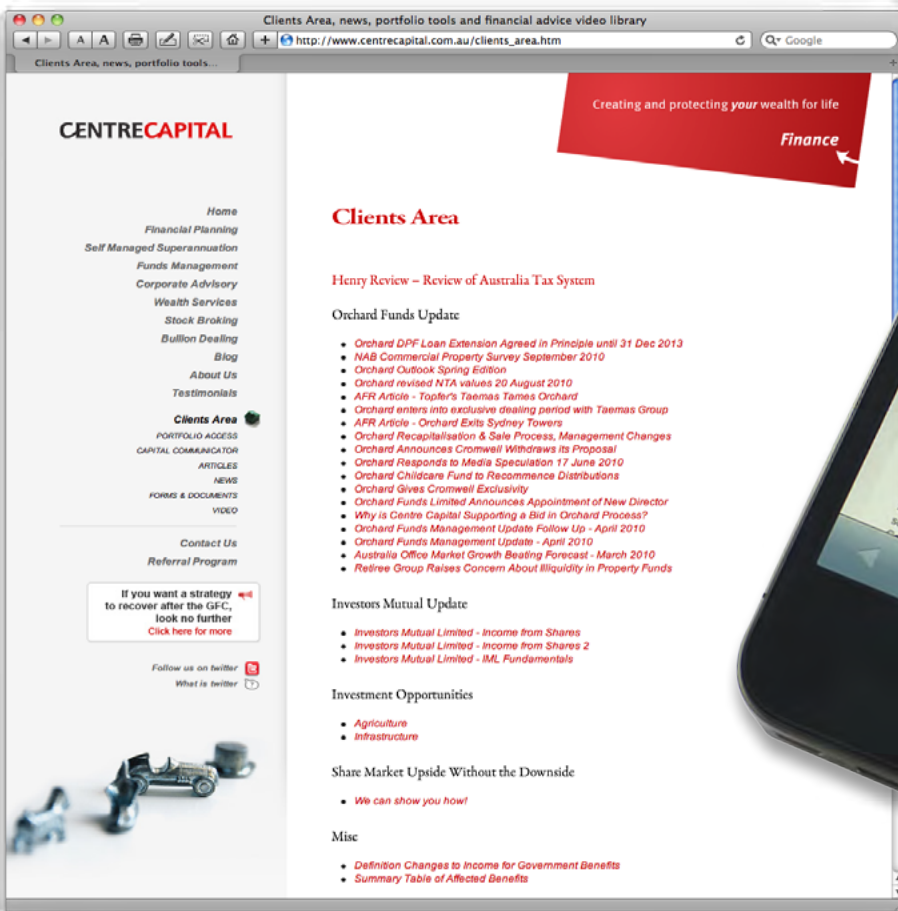 Clients Area, news, portfolio tools and financial advice video library
A A
http://www.centrecapital.com.au/clients_area.htm
Google
Clients Area, news, portfolio tools...
Creating and protecting your wealth for life
Finance
CENTRECAPITAL
Home
Financial Planning
Self Managed Superannuation
Funds Management
Corporate Advisory
Wealth Services
Stock Broking
Bullion Dealing
Blog
About Us
Testimonials
Clients Area
PORTFOLIO ACCESS
CAPITAL COMMUNICATOR
ARTICLES
NEWS
FORMS & DOCUMENTS
VIDEO
Contact Us
Referral Program
If you want a strategy
to recover after the GFC,
look no further
Click here for more
Follow us on twitter
What is twitter
Clients Area
Henry Review – Review of Australia Tax System
Orchard Funds Update
Orchard DPF Loan Extension Agreed in Principle until 31 Dec 2013
NAB Commercial Property Survey September 2010
Orchard Outlook Spring Edition
Orchard revised NTA values 20 August 2010
AFR Article - Topfer's Taemas Tames Orchard
Orchard enters into exclusive dealing period with Taemas Group
AFR Article - Orchard Exits Sydney Towers
Orchard Recapitalisation & Sale Process, Management Changes
Orchard Announces Cromwell Withdraws its Proposal
Orchard Responds to Media Speculation 17 June 2010
Orchard Childcare Fund to Recommence Distributions
Orchard Gives Cromwell Exclusivity
Orchard Funds Limited Announces Appointment of New Director
Why is Centre Capital Supporting a Bid in Orchard Process?
Orchard Funds Management Update Follow Up - April 2010
Orchard Funds Management Update - April 2010
Australia Office Market Growth Beating Forecast - March 2010
Retiree Group Raises Concern About Illiquidity in Property Funds
Investors Mutual Update
Investors Mutual Limited - Income from Shares
Investors Mutual Limited - Income from Shares 2
Investors Mutual Limited - IML Fundamentals
Investment Opportunities
Agriculture
Infrastructure
Share Market Upside Without the Downside
We can show you how!
Misc
Definition Changes to Income for Government Benefits
Summary Table of Affected Benefits